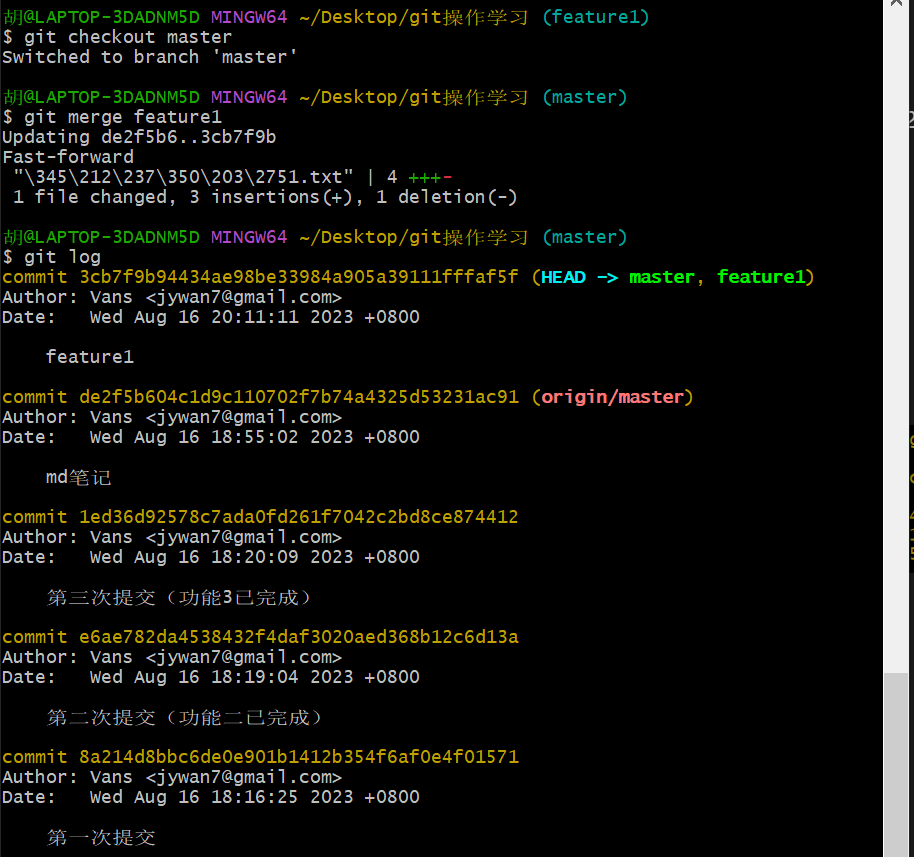 胡@LAPTOP-3DADNM5D MINGW64 ~/Desktop/git操作学习 (feature1)
$ git checkout master
Switched to branch 'master'
胡@LAPTOP-3DADNM5D MINGW64 ~/Desktop/git操作学习 (master)
$ git merge feature1
Updating de2f5b6..3cb7f9b
Fast-forward
"\345\212\237\350\203\2751.txt" | 4 +++-
1 file changed, 3 insertions(+), 1 deletion(-)
胡@LAPTOP-3DADNM5D MINGW64 ~/Desktop/git操作学习 (master)
$ git log
commit 3cb7f9b94434ae98be33984a905a39111fffaf5f (HEAD -> master, feature1)
Author: Vans <jywan7@gmail.com>
Date:   Wed Aug 16 20:11:11 2023 +0800
feature1
commit de2f5b604c1d9c110702f7b74a4325d53231ac91 (origin/master)
Author: Vans <jywan7@gmail.com>
Date:   Wed Aug 16 18:55:02 2023 +0800
md笔记
commit 1ed36d92578c7ada0fd261f7042c2bd8ce874412
Author: Vans <jywan7@gmail.com>
Date:   Wed Aug 16 18:20:09 2023 +0800
第三次提交（功能3已完成）
commit e6ae782da4538432f4daf3020aed368b12c6d13a
Author: Vans <jywan7@gmail.com>
Date:   Wed Aug 16 18:19:04 2023 +0800
第二次提交（功能二已完成）
commit 8a214d8bbc6de0e901b1412b354f6af0e4f01571
Author: Vans <jywan7@gmail.com>
Date:   Wed Aug 16 18:16:25 2023 +0800
第一次提交